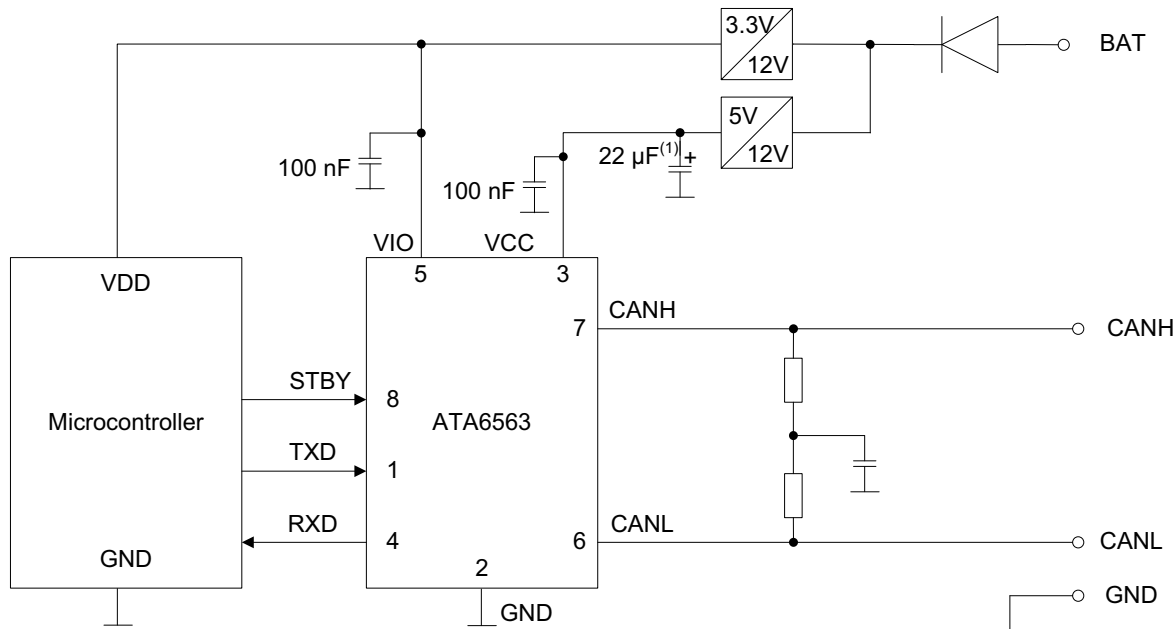 3.3V
12V
BAT
5V
12V
22 µF(1)
+
100 nF
100 nF
VIO
VCC
5
3
VDD
7
CANH
CANH
STBY
8
Microcontroller
ATA6563
TXD
1
RXD
4
6
CANL
CANL
GND
2
GND
GND